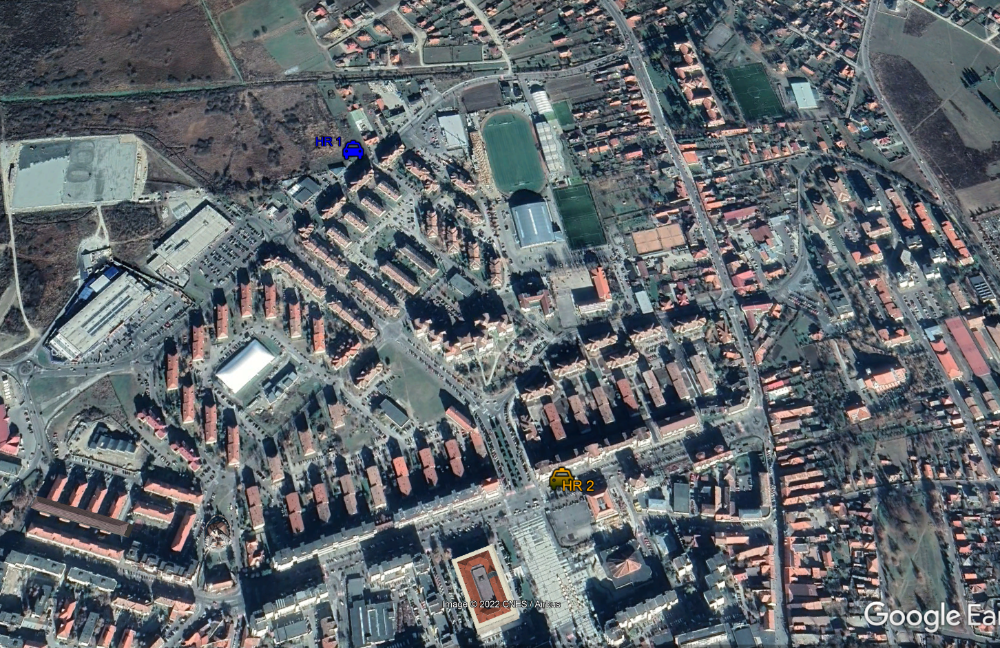 HR 1
HR 2
Image © 2022 CNES / Airbus
Google Ea